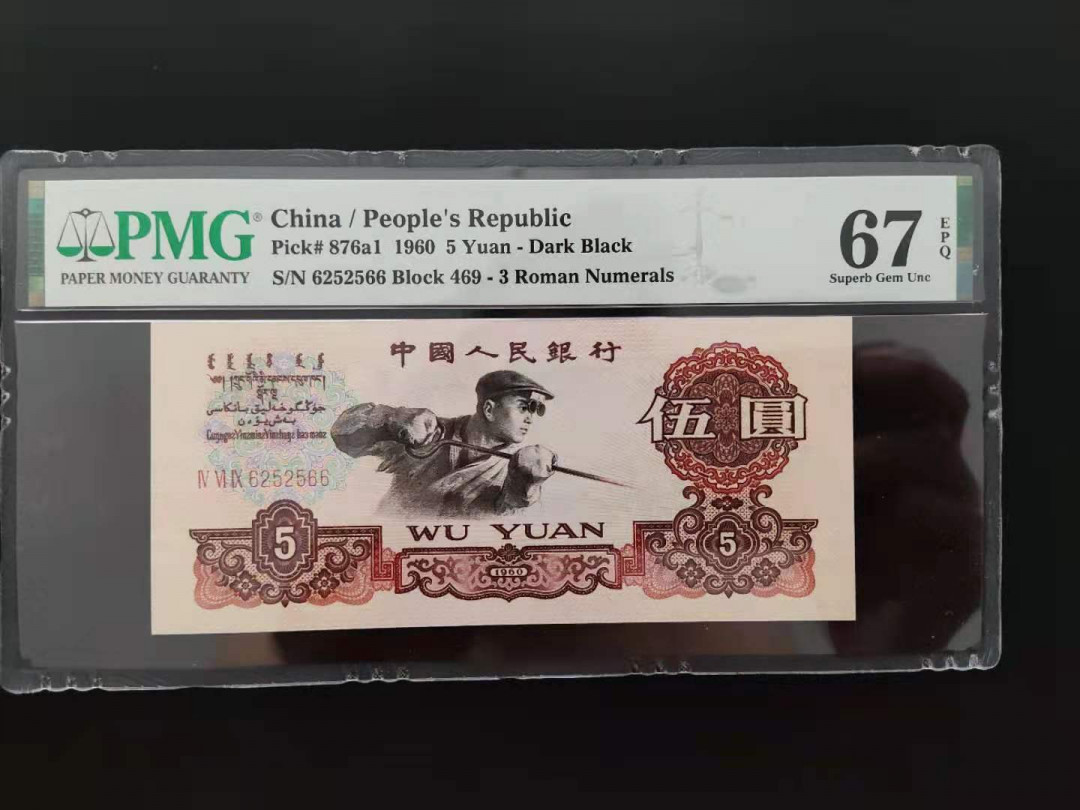 PMG®
PAPER MONEY GUARANTY
China / People's Republic
Pick# 876a1 1960 5 Yuan - Dark Black
S/N 6252566 Block 469 - 3 Roman Numerals
67
EPQ
Superb Gem Unc
中國人民銀行
伍圓
IV VI IX 6252566
WU YUAN
5
1960
5